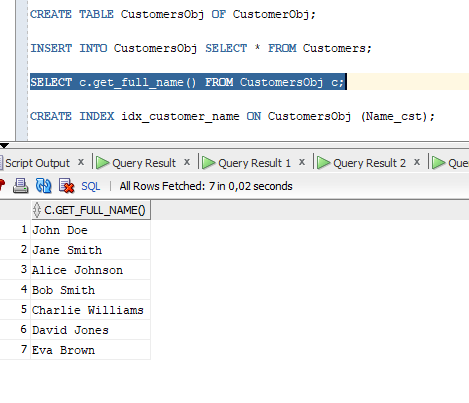 CREATE TABLE CustomersObj OF CustomerObj;
INSERT INTO CustomersObj SELECT * FROM Customers;
SELECT c.get_full_name() FROM CustomersObj c;
CREATE INDEX idx_customer_name ON CustomersObj (Name_cst);
Script Output x Query Result x Query Result 1 x Query Result 2 x Que
SQL | All Rows Fetched: 7 in 0,02 seconds
C.GET_FULL_NAME()
1 John Doe
2 Jane Smith
3 Alice Johnson
4 Bob Smith
5 Charlie Williams
6 David Jones
7 Eva Brown